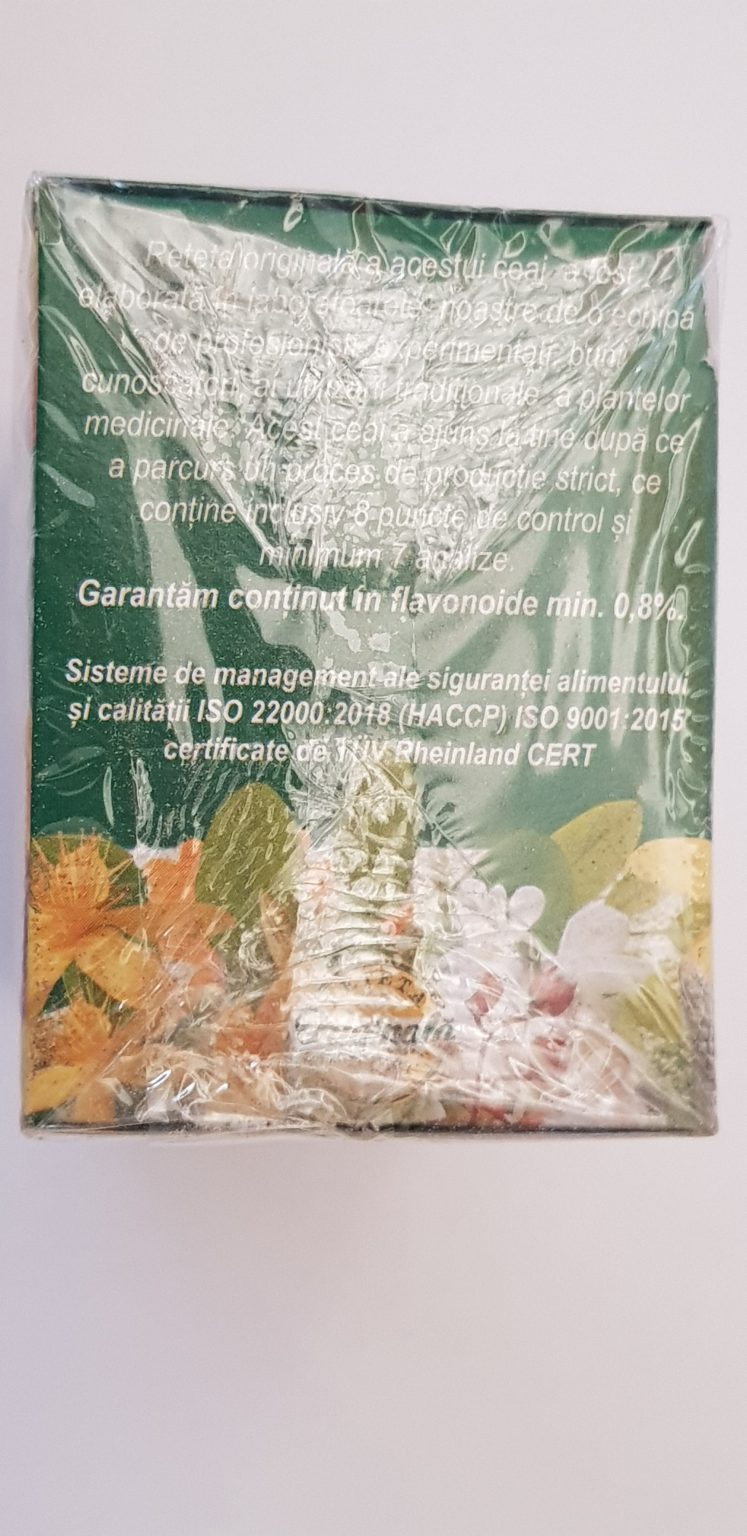 Rețeta originală a acestui ceai a fost
elaborată în laboratoarele noastre de o echipă
de profesioniști experimentați, buni
cunoscători ai utilizării tradiționale a plantelor
medicinale. Acest ceai a ajuns la tine după ce
a parcurs un proces de producție strict, ce
conține inclusiv 8 puncte de control și
minimum 7 analize.
Garantăm conținut în flavonoide min. 0,8%.
Sisteme de management ale siguranței alimentului
și calității ISO 22000:2018 (HACCP) ISO 9001:2015
certificate de TÜV Rheinland CERT